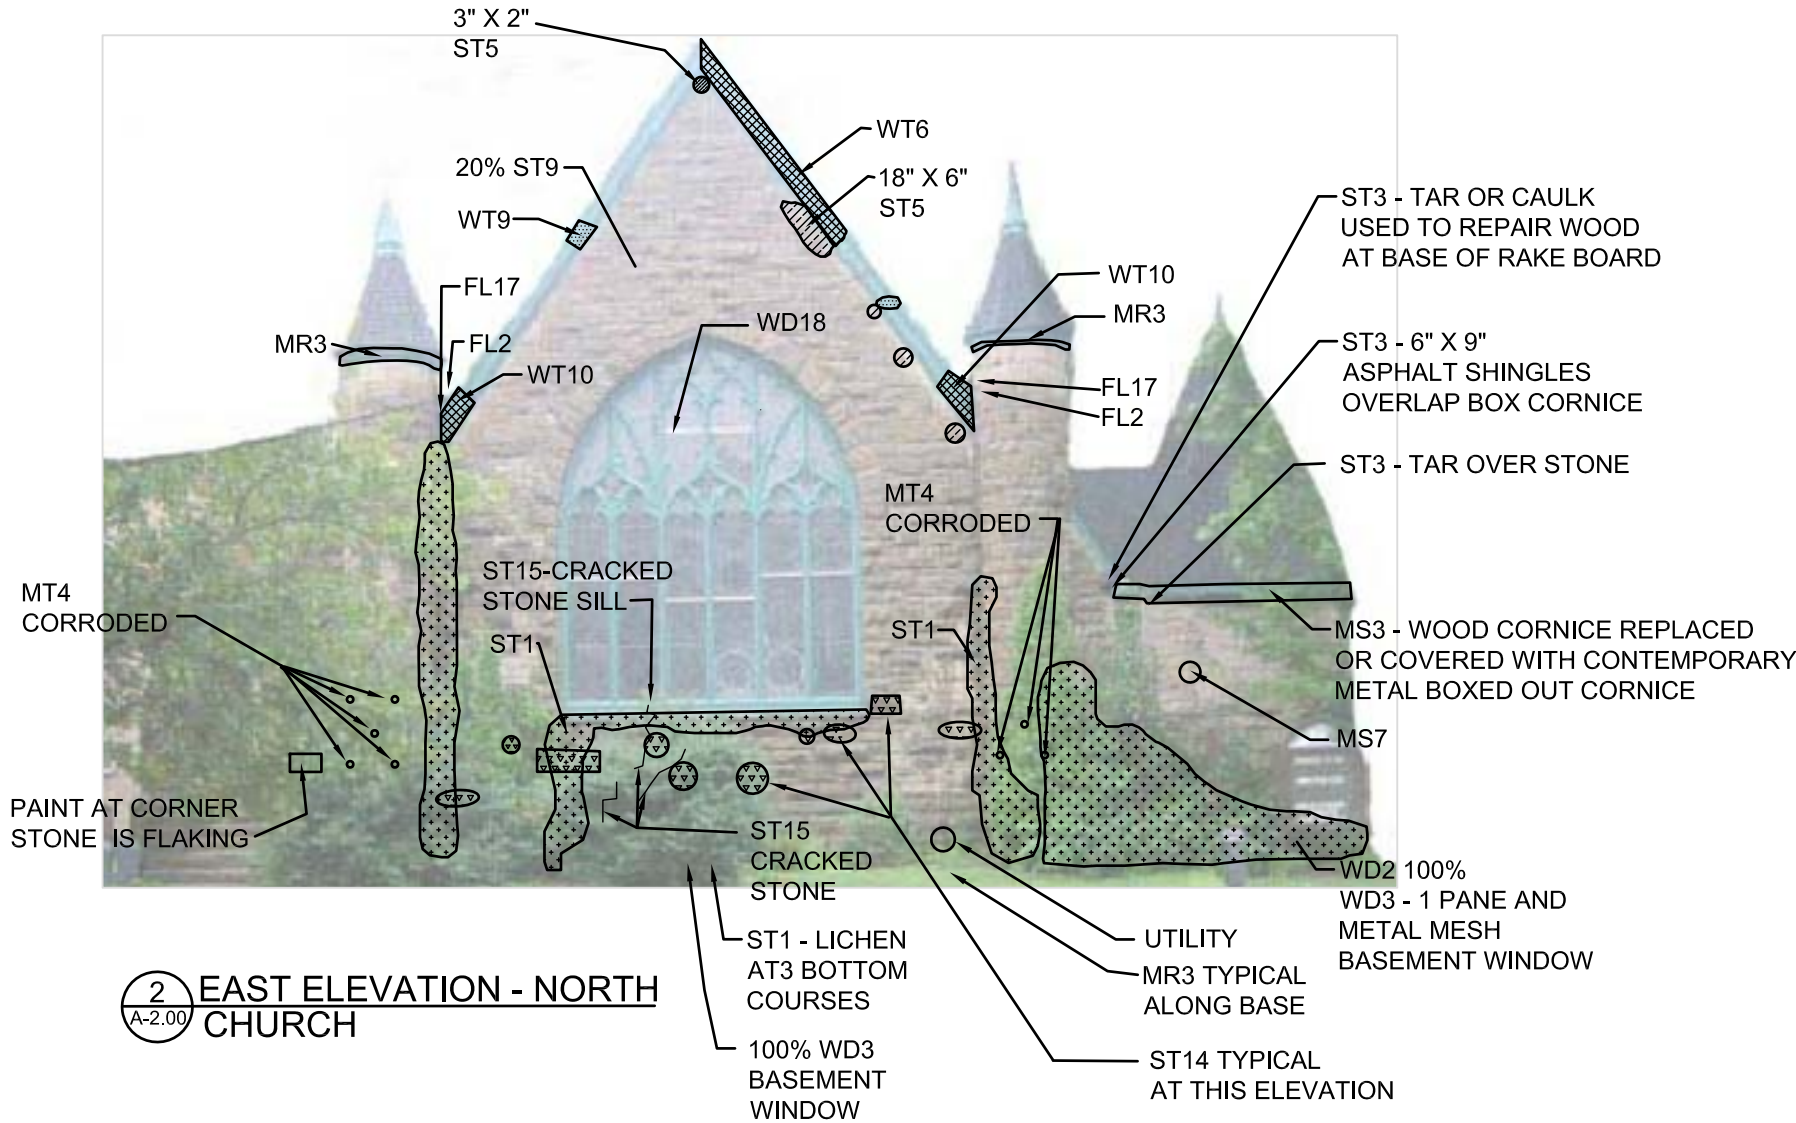 3" X 2"
ST5
WT6
20% ST9
18" X 6"
ST5
WT9
ST3 - TAR OR CAULK
USED TO REPAIR WOOD
AT BASE OF RAKE BOARD
FL17
WT10
MR3
WD18
MR3
FL2
WT10
ST3 - 6" X 9"
ASPHALT SHINGLES
OVERLAP BOX CORNICE
FL17
FL2
ST3 - TAR OVER STONE
MT4
CORRODED
ST15-CRACKED
STONE SILL
MT4
CORRODED
ST1
ST1
MS3 - WOOD CORNICE REPLACED
OR COVERED WITH CONTEMPORARY
METAL BOXED OUT CORNICE
MS7
PAINT AT CORNER
STONE IS FLAKING
ST15
CRACKED
STONE
WD2 100%
WD3 - 1 PANE AND
METAL MESH
BASEMENT WINDOW
ST1 - LICHEN
AT3 BOTTOM
COURSES
UTILITY
MR3 TYPICAL
ALONG BASE
100% WD3
BASEMENT
WINDOW
ST14 TYPICAL
AT THIS ELEVATION
2
A-2.00
EAST ELEVATION - NORTH
CHURCH